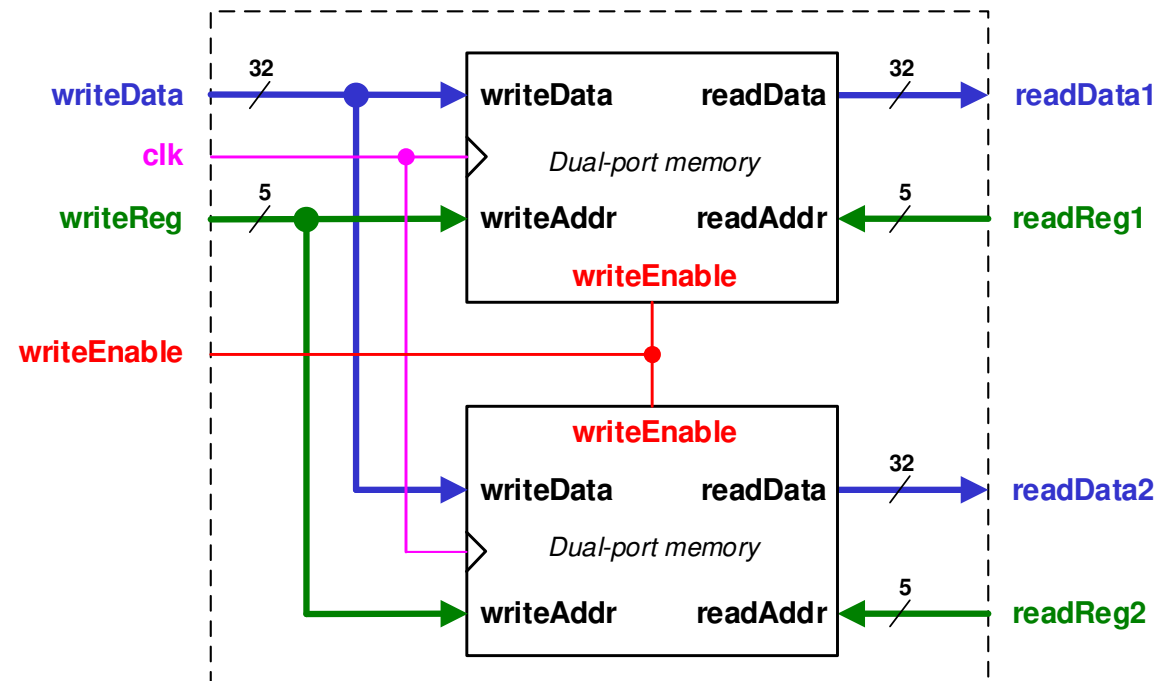 32
32
writeData
writeData
readData
readData1
clk
Dual-port memory
5
5
writeReg
writeAddr
readAddr
readReg1
writeEnable
writeEnable
writeEnable
32
writeData
readData
readData2
Dual-port memory
5
writeAddr
readAddr
readReg2